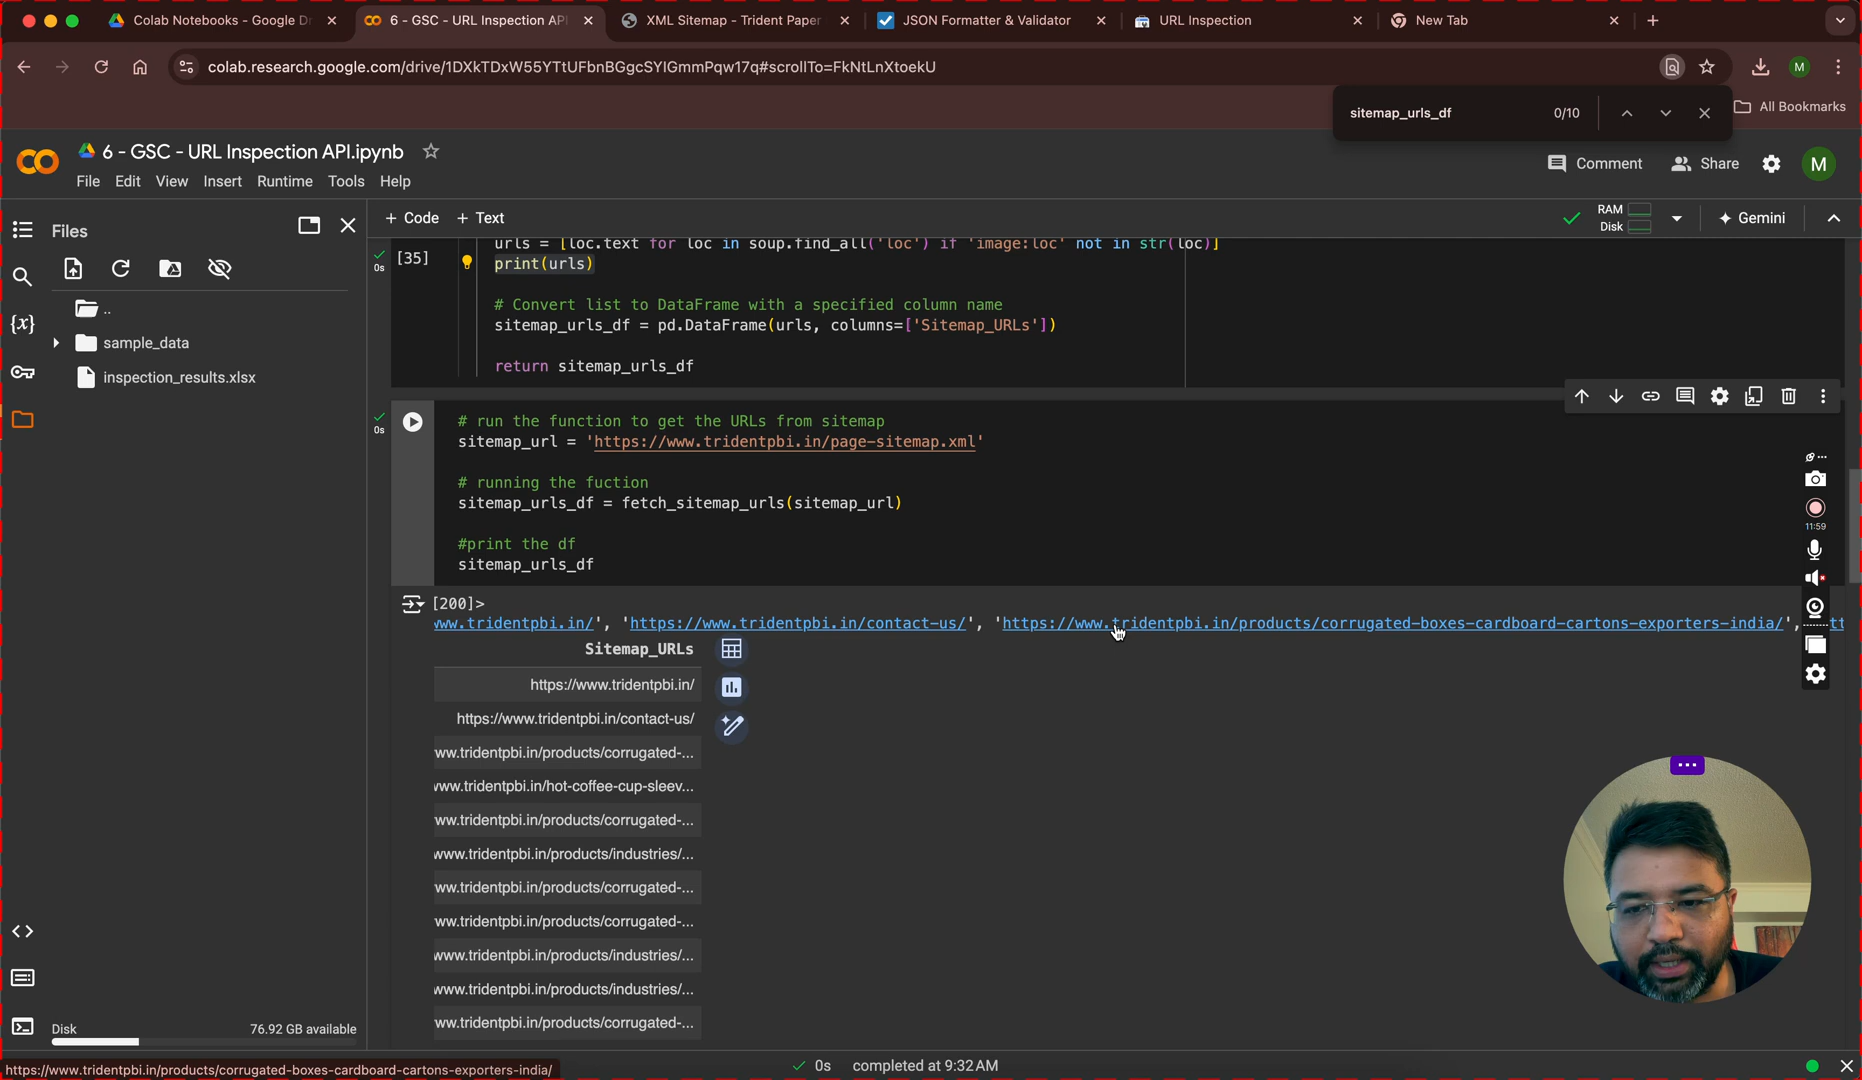 Colab Notebooks - Google Dr
6 - GSC - URL Inspection API
XML Sitemap - Trident Paper
JSON Formatter & Validator
URL Inspection
New Tab
colab.research.google.com/drive/1DXkTDxW55YTtUFbnBGgcSYIGmmPqw17q#scrollTo=FkNtLnXtoekU
M
sitemap_urls_df 0/10
All Bookmarks
CO
6 - GSC - URL Inspection API.ipynb
Comment
Share
M
File Edit View Insert Runtime Tools Help
Files
+ Code + Text
RAM
Disk
Gemini
..
sample_data
inspection_results.xlsx
{x}
0s
[35]
urls = [loc.text for loc in soup.find_all('loc') if 'image:loc' not in str(loc)]
print(urls)
# Convert list to DataFrame with a specified column name
sitemap_urls_df = pd.DataFrame(urls, columns=['Sitemap_URLs'])
return sitemap_urls_df
0s
# run the function to get the URLs from sitemap
sitemap_url = 'https://www.tridentpbi.in/page-sitemap.xml'
# running the fuction
sitemap_urls_df = fetch_sitemap_urls(sitemap_url)
#print the df
sitemap_urls_df
11:59
[200]>
www.tridentpbi.in/', 'https://www.tridentpbi.in/contact-us/', 'https://www.tridentpbi.in/products/corrugated-boxes-cardboard-cartons-exporters-india/', tt
Sitemap_URLs
https://www.tridentpbi.in/
https://www.tridentpbi.in/contact-us/
ww.tridentpbi.in/products/corrugated-...
www.tridentpbi.in/hot-coffee-cup-sleev...
ww.tridentpbi.in/products/corrugated-...
www.tridentpbi.in/products/industries/...
ww.tridentpbi.in/products/corrugated-...
ww.tridentpbi.in/products/corrugated-...
www.tridentpbi.in/products/industries/...
www.tridentpbi.in/products/industries/...
ww.tridentpbi.in/products/corrugated-...
Disk 76.92 GB available
https://www.tridentpbi.in/products/corrugated-boxes-cardboard-cartons-exporters-india/
0s completed at 9:32 AM